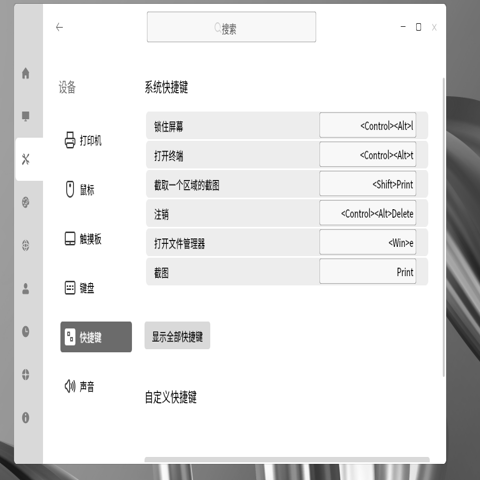 搜索
设备
打印机
鼠标
触摸板
键盘
快捷键
声音
系统快捷键
锁住屏幕 <Control><Alt>l
打开终端 <Control><Alt>t
截取一个区域的截图 <Shift>Print
注销 <Control><Alt>Delete
打开文件管理器 <Win>e
截图 Print
显示全部快捷键
自定义快捷键